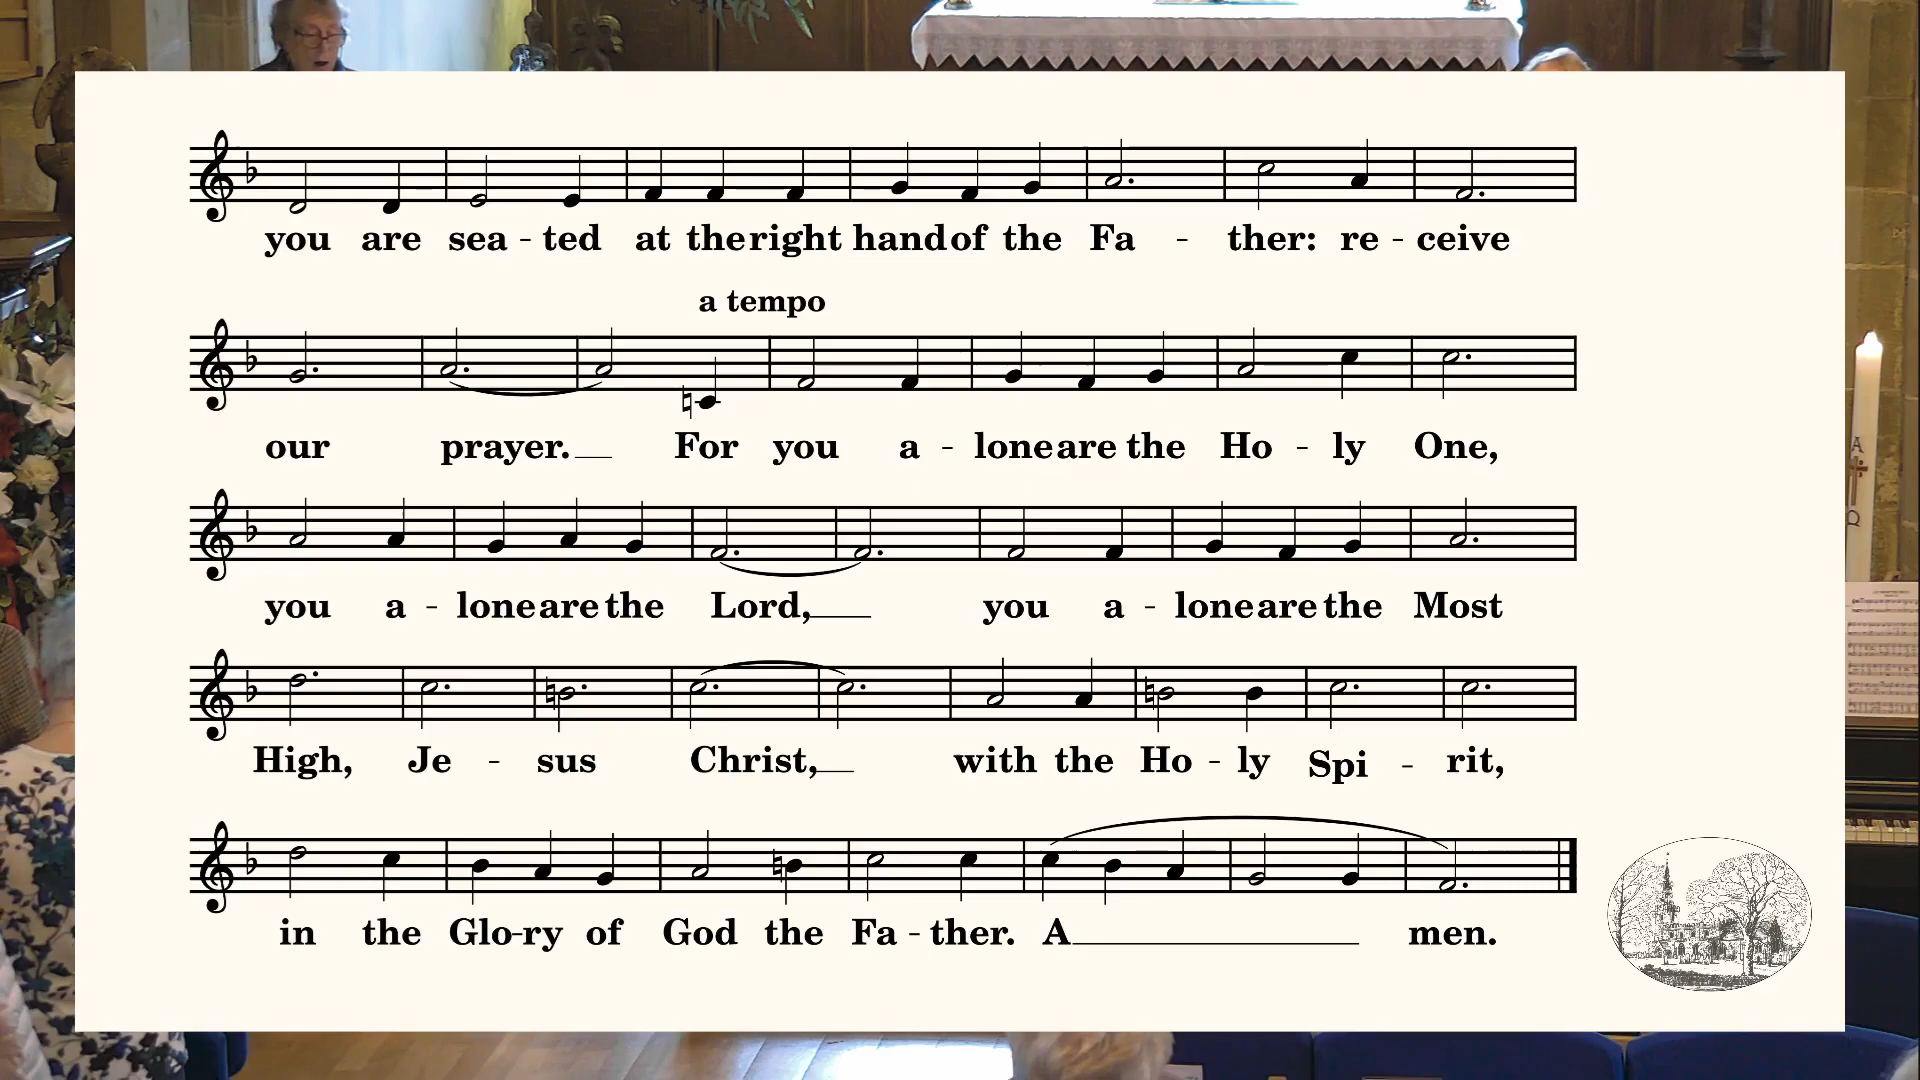 you are sea - ted at the right hand of the Fa - ther: re - ceive
a tempo
our prayer. For you a - lone are the Ho - ly One,
you a - lone are the Lord, you a - lone are the Most
High, Je - sus Christ, with the Ho - ly Spi - rit,
in the Glo-ry of God the Fa - ther. A men.